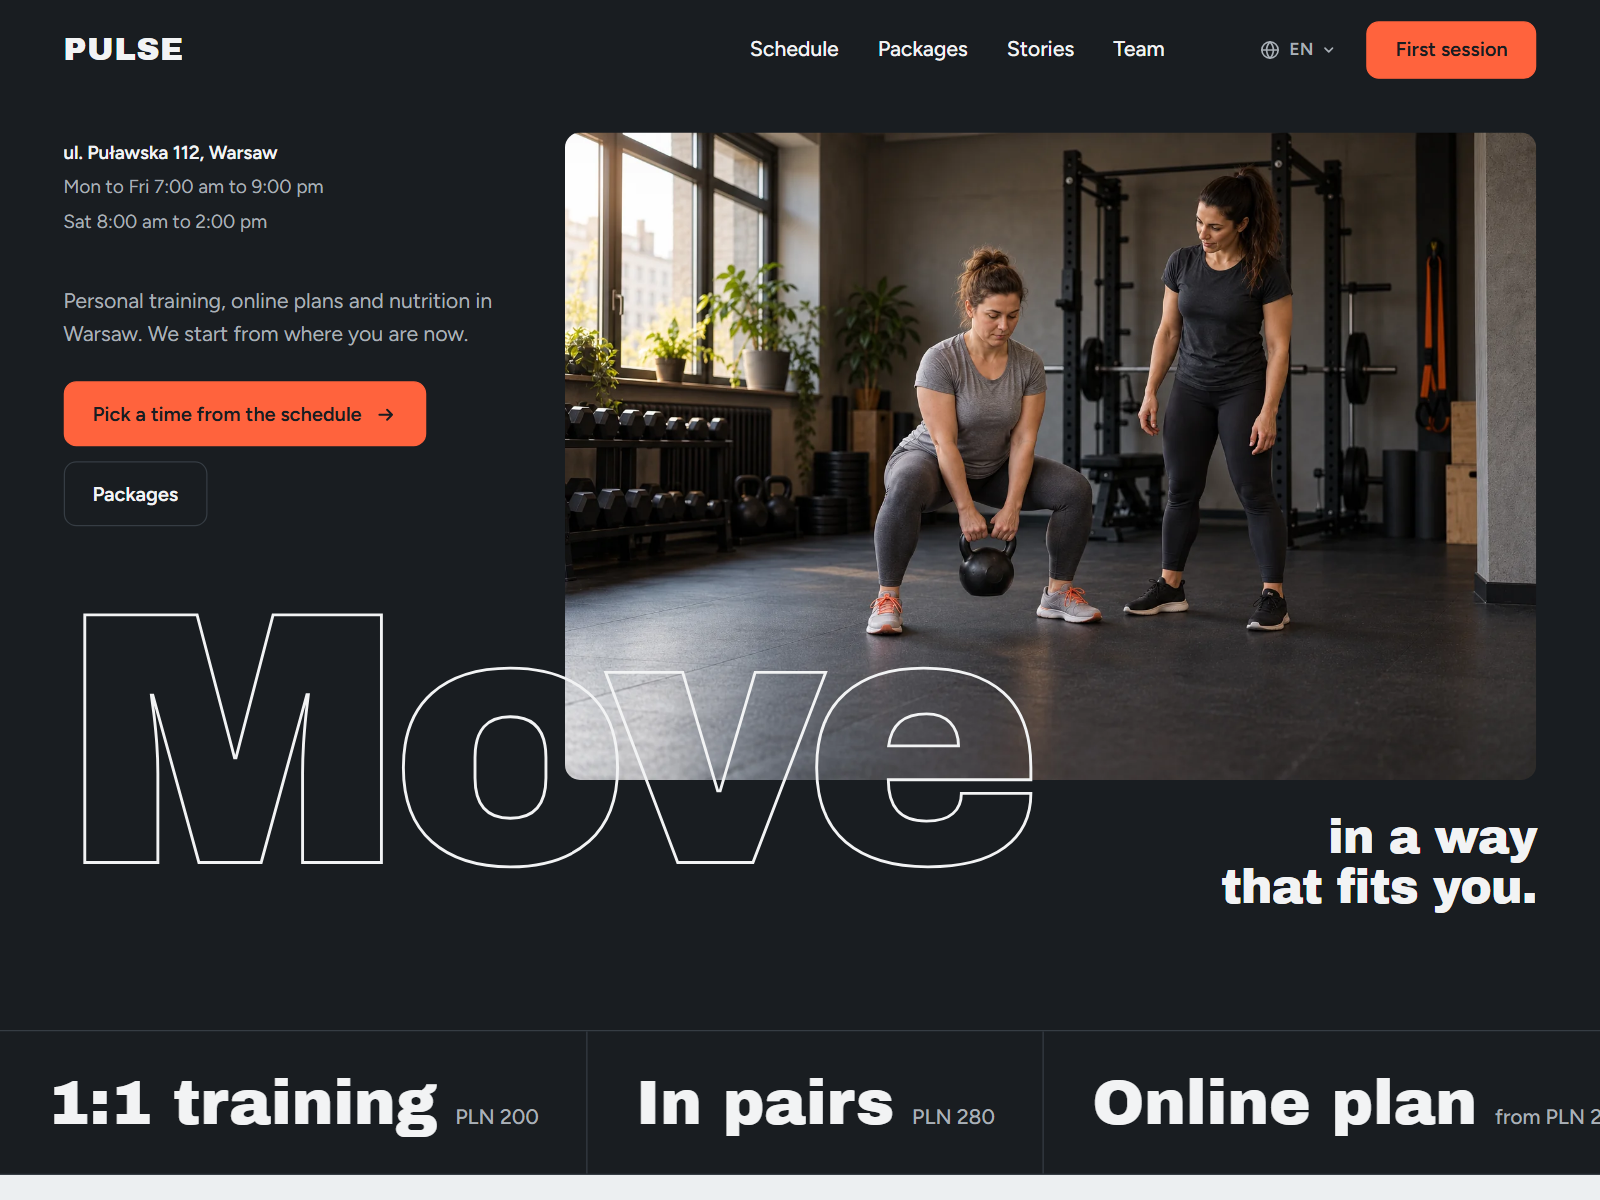 PULSE
Schedule Packages Stories Team
EN
First session
ul. Puławska 112, Warsaw
Mon to Fri 7:00 am to 9:00 pm
Sat 8:00 am to 2:00 pm
Personal training, online plans and nutrition in
Warsaw. We start from where you are now.
Pick a time from the schedule →
Packages
Move
in a way
that fits you.
1:1 training PLN 200
In pairs PLN 280
Online plan from PLN